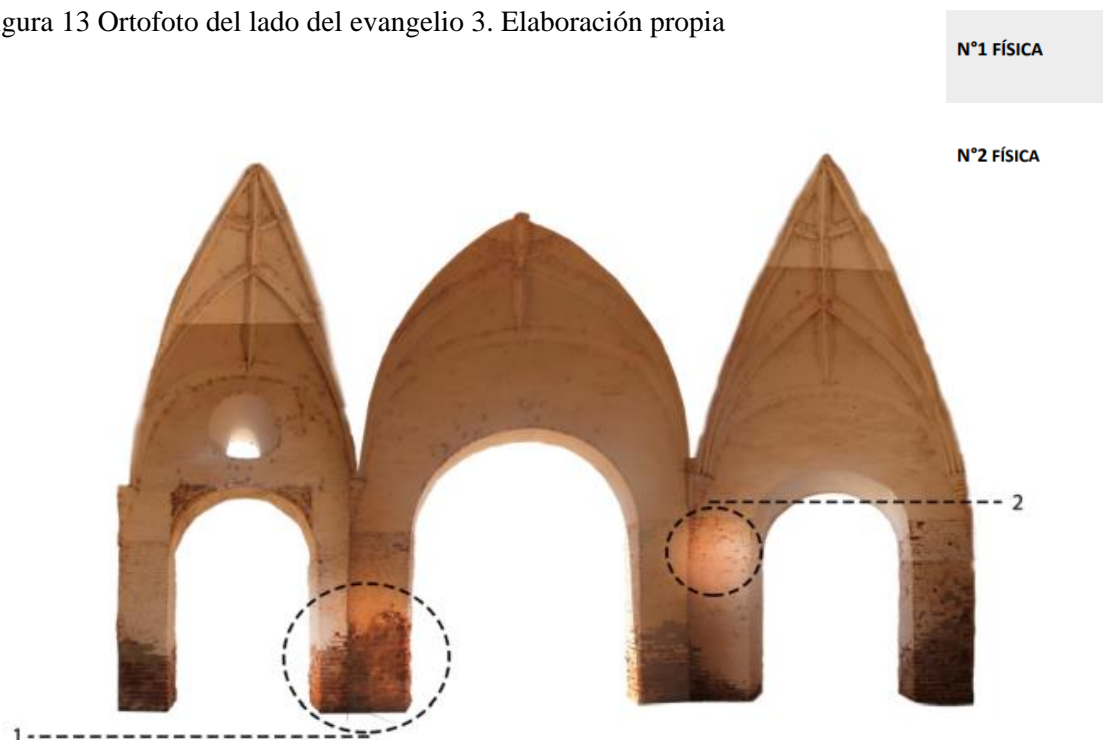 gura 13 Ortofoto del lado del evangelio 3. Elaboración propia
N°1 FÍSICA
N°2 FÍSICA
2
1